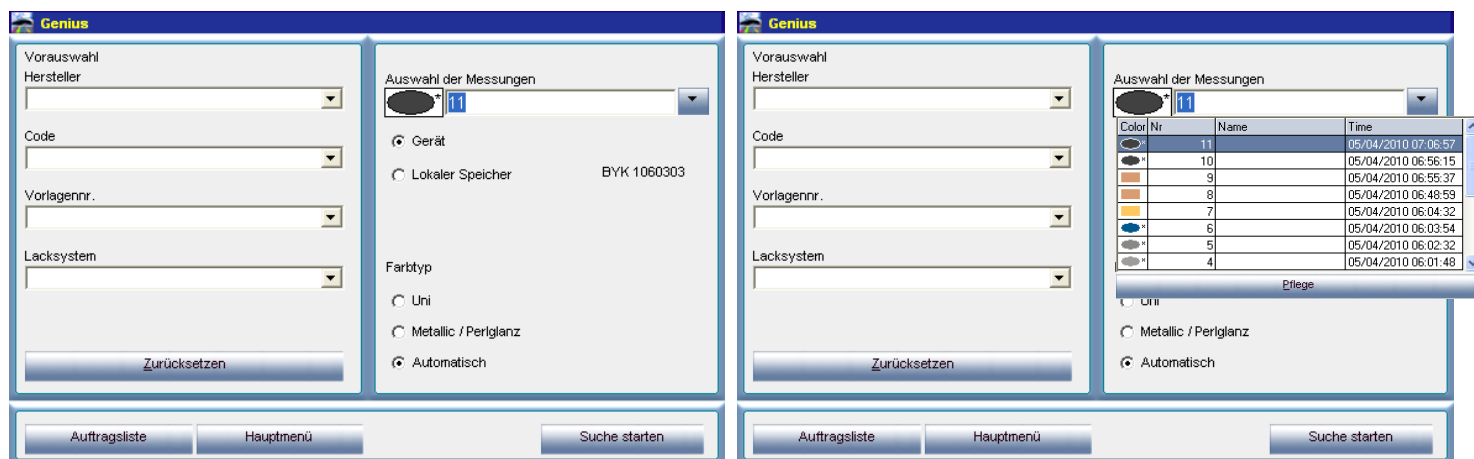 Genius
Vorauswahl
Hersteller
Code
Vorlagennr.
Lacksystem
Zurücksetzen
Auswahl der Messungen
* 11
Gerät
Lokaler Speicher BYK 1060303
Farbtyp
Uni
Metallic / Perlglanz
Automatisch
Auftragsliste Hauptmenü Suche starten
Genius
Vorauswahl
Hersteller
Code
Vorlagennr.
Lacksystem
Zurücksetzen
Auswahl der Messungen
* 11
Color Nr Name Time
* 11 05/04/2010 07:06:57
* 10 05/04/2010 06:56:15
9 05/04/2010 06:55:37
8 05/04/2010 06:48:59
7 05/04/2010 06:04:32
* 6 05/04/2010 06:03:54
* 5 05/04/2010 06:02:32
* 4 05/04/2010 06:01:48
Pflege
Uni
Metallic / Perlglanz
Automatisch
Auftragsliste Hauptmenü Suche starten